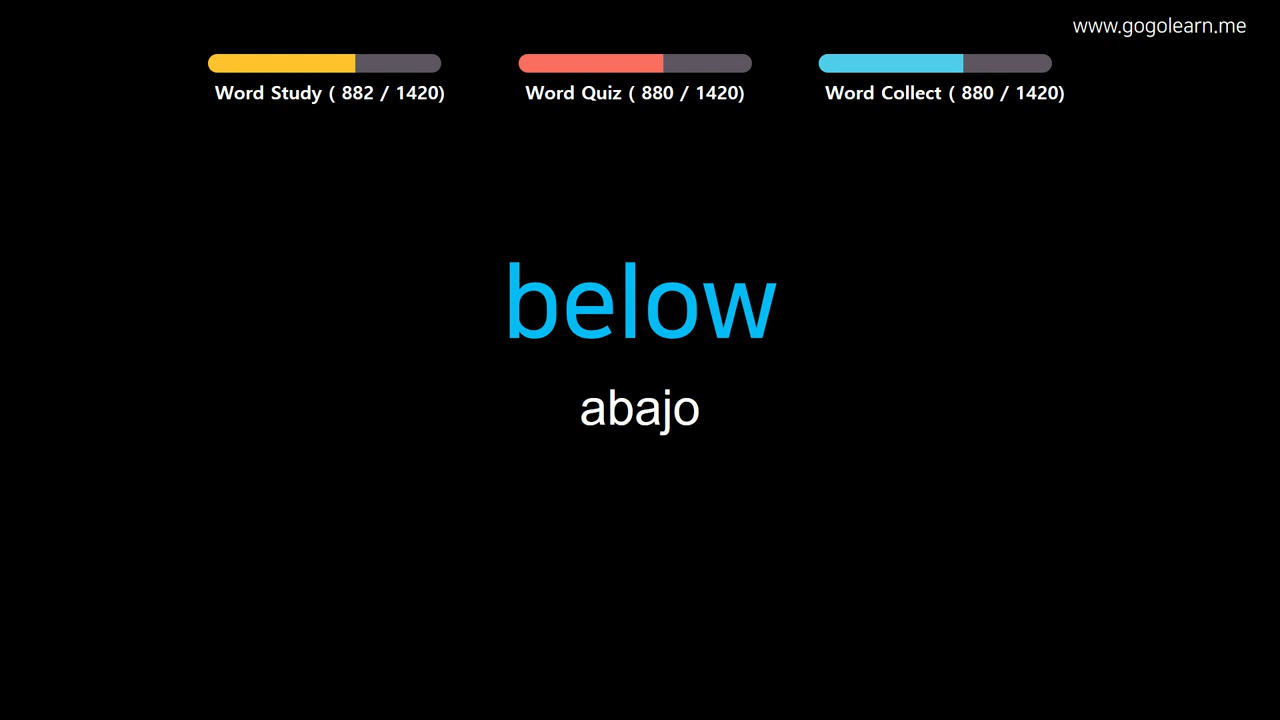 www.gogolearn.me
Word Study ( 882 / 1420)
Word Quiz ( 880 / 1420)
Word Collect ( 880 / 1420)
below
abajo